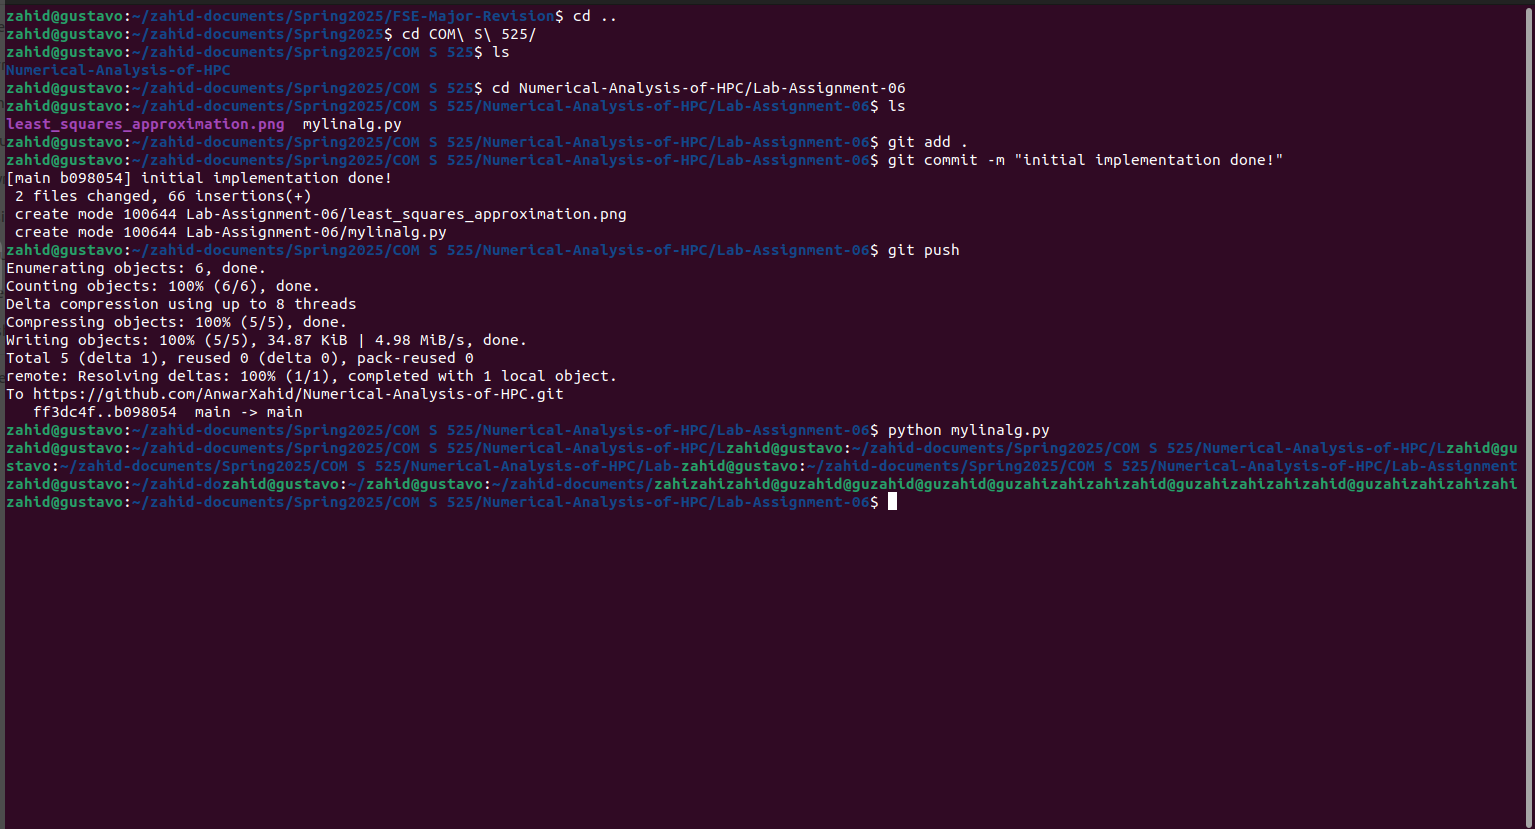 zahid@gustavo:~/zahid-documents/Spring2025/FSE-Major-Revision$ cd ..
zahid@gustavo:~/zahid-documents/Spring2025$ cd COM\ S\ 525/
zahid@gustavo:~/zahid-documents/Spring2025/COM S 525$ ls
Numerical-Analysis-of-HPC
zahid@gustavo:~/zahid-documents/Spring2025/COM S 525$ cd Numerical-Analysis-of-HPC/Lab-Assignment-06
zahid@gustavo:~/zahid-documents/Spring2025/COM S 525/Numerical-Analysis-of-HPC/Lab-Assignment-06$ ls
least_squares_approximation.png  mylinalg.py
zahid@gustavo:~/zahid-documents/Spring2025/COM S 525/Numerical-Analysis-of-HPC/Lab-Assignment-06$ git add .
zahid@gustavo:~/zahid-documents/Spring2025/COM S 525/Numerical-Analysis-of-HPC/Lab-Assignment-06$ git commit -m "initial implementation done!"
[main b098054] initial implementation done!
 2 files changed, 66 insertions(+)
 create mode 100644 Lab-Assignment-06/least_squares_approximation.png
 create mode 100644 Lab-Assignment-06/mylinalg.py
zahid@gustavo:~/zahid-documents/Spring2025/COM S 525/Numerical-Analysis-of-HPC/Lab-Assignment-06$ git push
Enumerating objects: 6, done.
Counting objects: 100% (6/6), done.
Delta compression using up to 8 threads
Compressing objects: 100% (5/5), done.
Writing objects: 100% (5/5), 34.87 KiB | 4.98 MiB/s, done.
Total 5 (delta 1), reused 0 (delta 0), pack-reused 0
remote: Resolving deltas: 100% (1/1), completed with 1 local object.
To https://github.com/AnwarXahid/Numerical-Analysis-of-HPC.git
   ff3dc4f..b098054  main -> main
zahid@gustavo:~/zahid-documents/Spring2025/COM S 525/Numerical-Analysis-of-HPC/Lab-Assignment-06$ python mylinalg.py
zahid@gustavo:~/zahid-documents/Spring2025/COM S 525/Numerical-Analysis-of-HPC/Lzahid@gustavo:~/zahid-documents/Spring2025/COM S 525/Numerical-Analysis-of-HPC/Lzahid@gu
stavo:~/zahid-documents/Spring2025/COM S 525/Numerical-Analysis-of-HPC/Lab-zahid@gustavo:~/zahid-documents/Spring2025/COM S 525/Numerical-Analysis-of-HPC/Lab-Assignment
zahid@gustavo:~/zahid-dozahid@gustavo:~/zahid@gustavo:~/zahid-documents/zahizahizahid@guzahid@guzahid@guzahid@guzahizahizahizahid@guzahizahizahizahid@guzahizahizahizahi
zahid@gustavo:~/zahid-documents/Spring2025/COM S 525/Numerical-Analysis-of-HPC/Lab-Assignment-06$